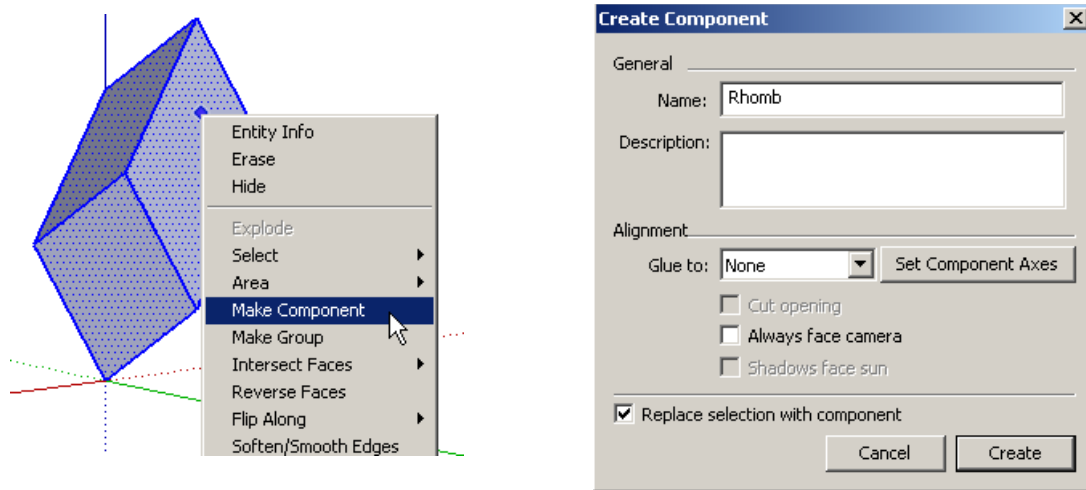 Entity Info
Erase
Hide
Explode
Select
Area
Make Component
Make Group
Intersect Faces
Reverse Faces
Flip Along
Soften/Smooth Edges
Create Component
General
Name: Rhomb
Description:
Alignment
Glue to: None Set Component Axes
Cut opening
Always face camera
Shadows face sun
Replace selection with component
Cancel Create